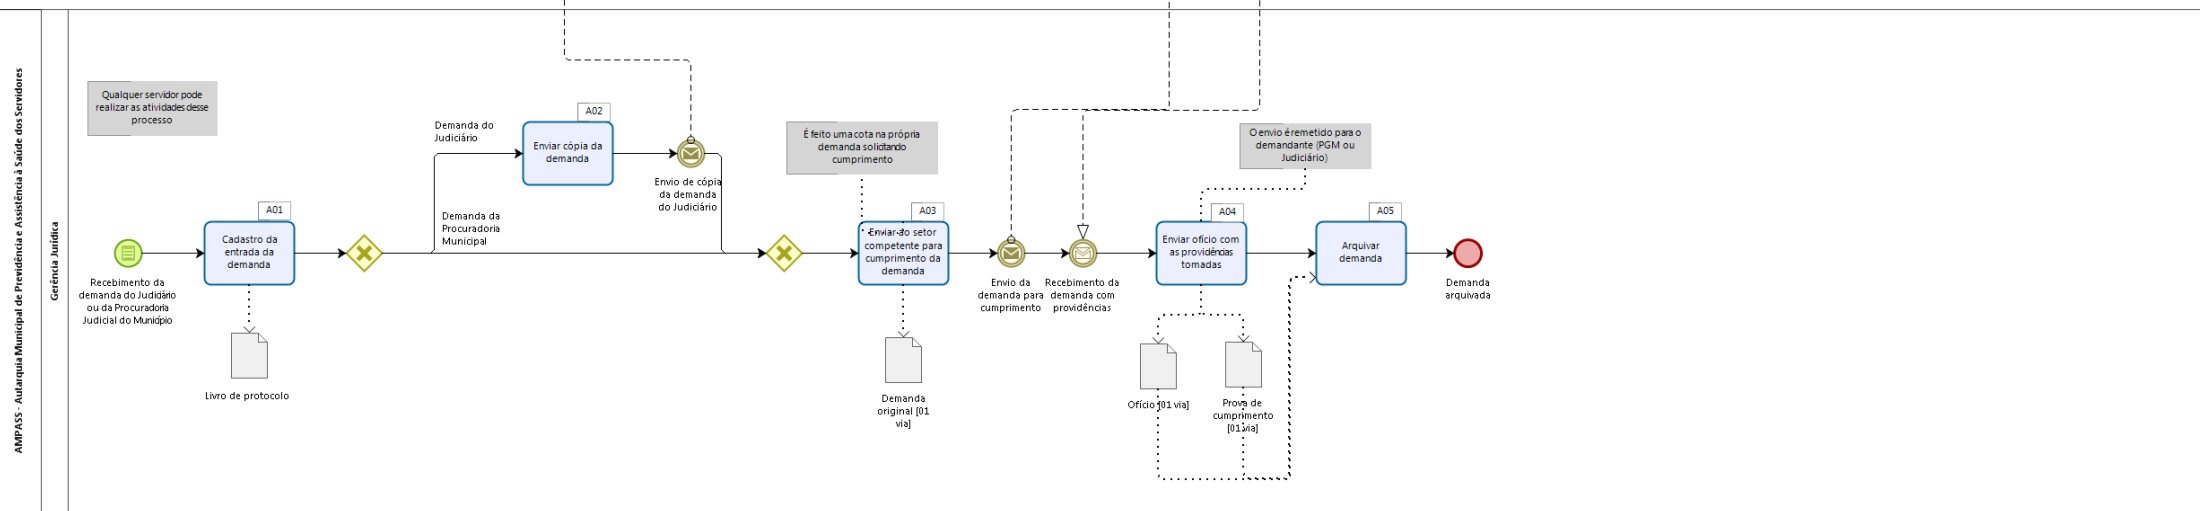 AMPASS - Autarquia Municipal de Previdência e Assistência à Saúde dos Servidores
Gerência Jurídica
Qualquer servidor pode
realizar as atividades desse
processo
Recebimento da
demanda do Judiciário
ou da Procuradoria
Judicial do Município
A01
Cadastro da
entrada da
demanda
Livro de protocolo
Demanda do
Judiciário
Demanda da
Procuradoria
Municipal
A02
Enviar cópia da
demanda
Envio de cópia
da demanda
do Judiciário
É feito uma cota na própria
demanda solicitando
cumprimento
A03
Enviar ao setor
competente para
cumprimento da
demanda
Demanda
original [01
via]
Envio da
demanda para
cumprimento
Recebimento da
demanda com
providências
O envio é remetido para o
demandante (PGM ou
Judiciário)
A04
Enviar ofício com
as providências
tomadas
Ofício [01 via]
Prova de
cumprimento
[01 via]
A05
Arquivar
demanda
Demanda
arquivada